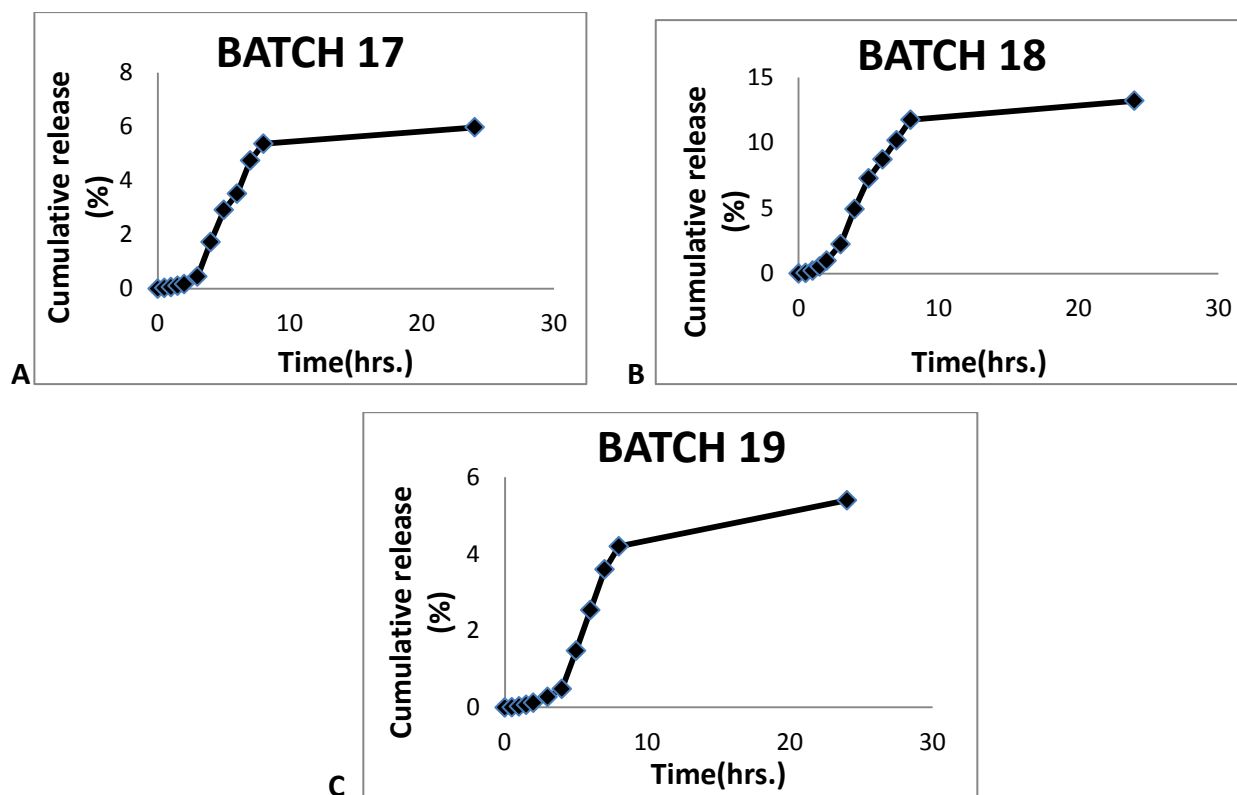 BATCH 17
Cumulative release
(%)
8
6
4
2
0
0 10 20 30
Time(hrs.)
A
BATCH 18
Cumulative release
(%)
15
10
5
0
0 10 20 30
Time(hrs.)
B
BATCH 19
Cumulative release
(%)
6
4
2
0
0 10 20 30
Time(hrs.)
C